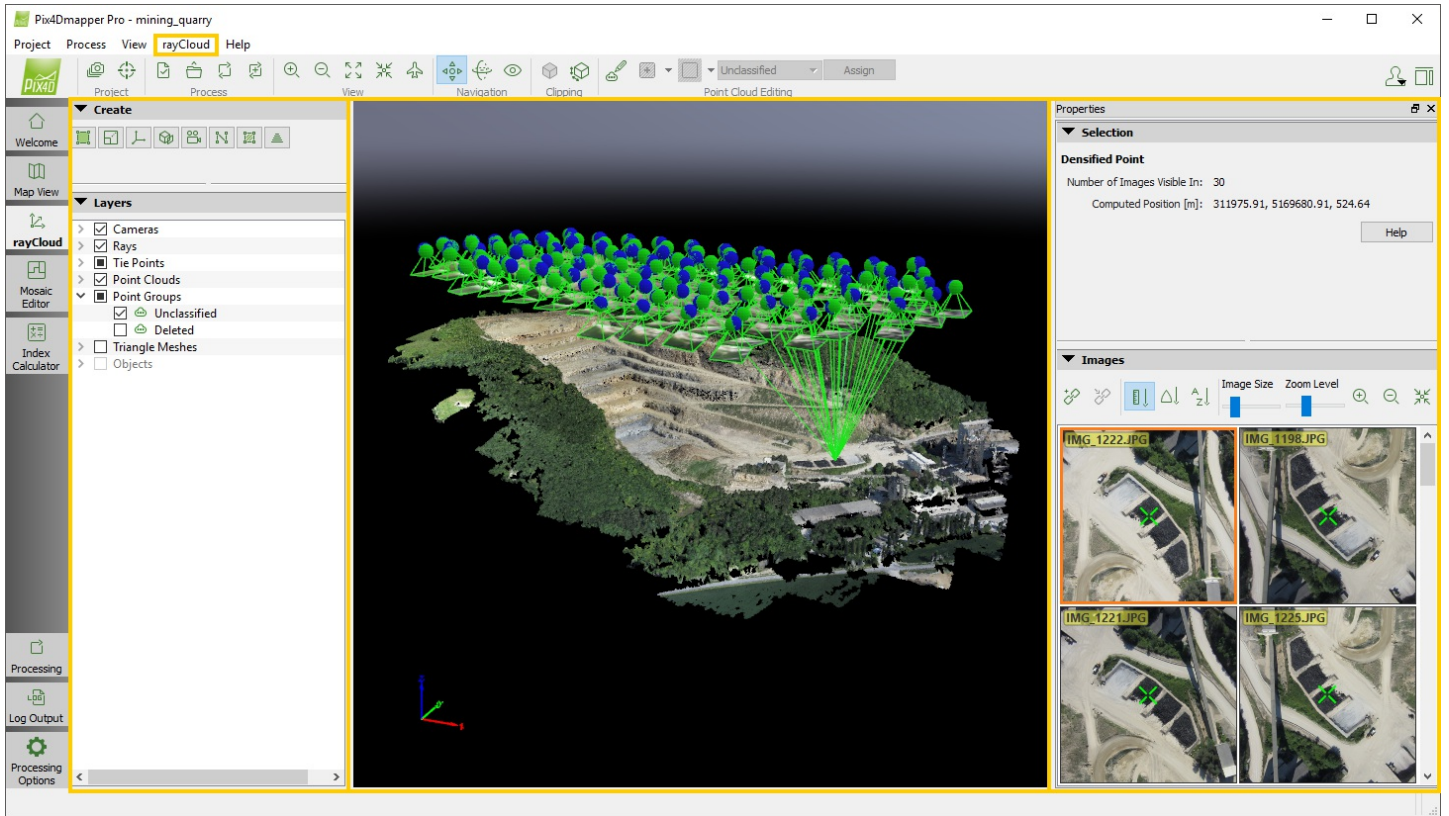 Pix4Dmapper Pro - mining_quarry
Project Process View rayCloud Help
PIX4D
Unclassified
Assign
Project
Process
View
Navigation
Clipping
Point Cloud Editing
Welcome
Map View
rayCloud
Mosaic
Editor
Index
Calculator
Processing
LOG
Log Output
Processing
Options
Create
Layers
Cameras
Rays
Tie Points
Point Clouds
Point Groups
Unclassified
Deleted
Triangle Meshes
Objects
Properties
Selection
Densified Point
Number of Images Visible In: 30
Computed Position [m]: 311975.91, 5169680.91, 524.64
Help
Images
A
Z
Image Size
Zoom Level
IMG_1222.JPG
IMG_1198.JPG
IMG_1221.JPG
IMG_1225.JPG